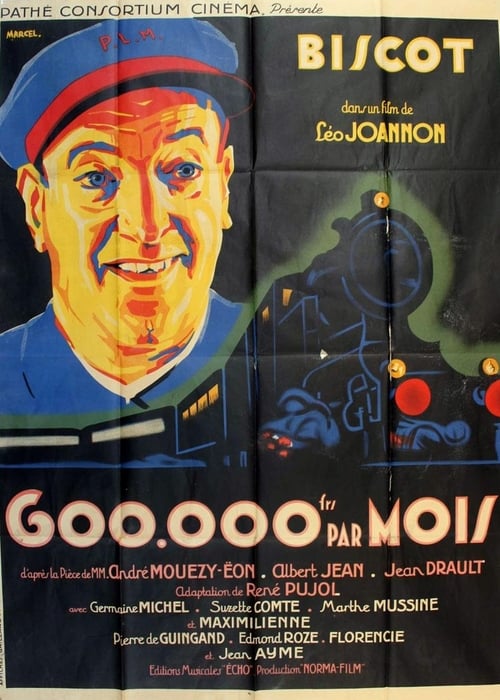 PATHÉ CONSORTIUM CINÉMA. Présente
MARCEL.
P.L.M.
BISCOT
dans un film de
Léo JOANNON
600.000 frs PAR MOIS
d'après la Pièce de MM. André MOUEZY-ÉON . Albert JEAN . Jean DRAULT
Adaptation de René PUJOL
avec Germaine MICHEL . Suzette COMTE . Marthe MUSSINE
et MAXIMILIENNE
Pierre de GUINGAND . Edmond ROZE . FLORENCIE
et Jean AYME
Editions Musicales "ÉCHO" Production "NORMA-FILM"